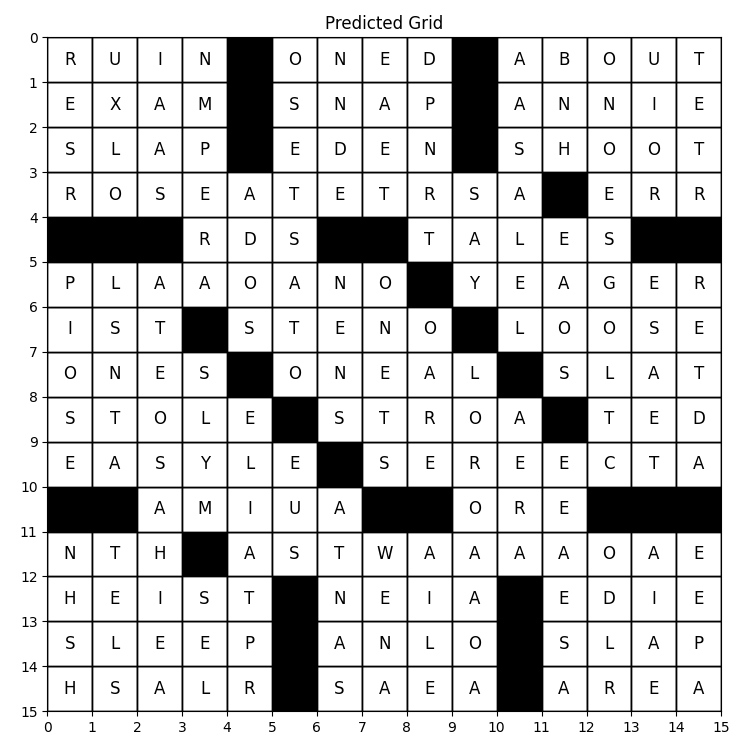 Predicted Grid
0
R U I N O N E D A B O U T
1
E X A M S N A P A N N I E
2
S L A P E D E N S H O O T
3
R O S E A T E T R S A E R R
4
R D S T A L E S
5
P L A A O A N O Y E A G E R
6
I S T S T E N O L O O S E
7
O N E S O N E A L S L A T
8
S T O L E S T R O A T E D
9
E A S Y L E S E R E E C T A
10
A M I U A O R E
11
N T H A S T W A A A A O A E
12
H E I S T N E I A E D I E
13
S L E E P A N L O S L A P
14
H S A L R S A E A A R E A
15
0 1 2 3 4 5 6 7 8 9 10 11 12 13 14 15